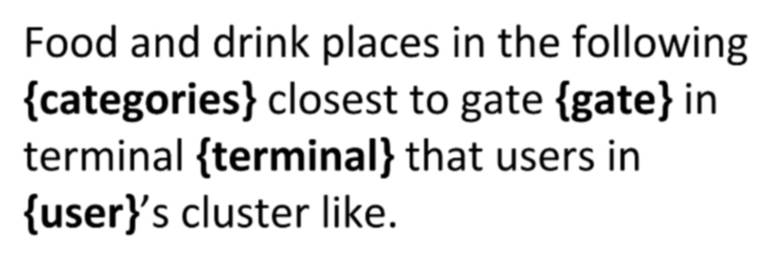 Food and drink places in the following
{categories} closest to gate {gate} in
terminal {terminal} that users in
{user}’s cluster like.